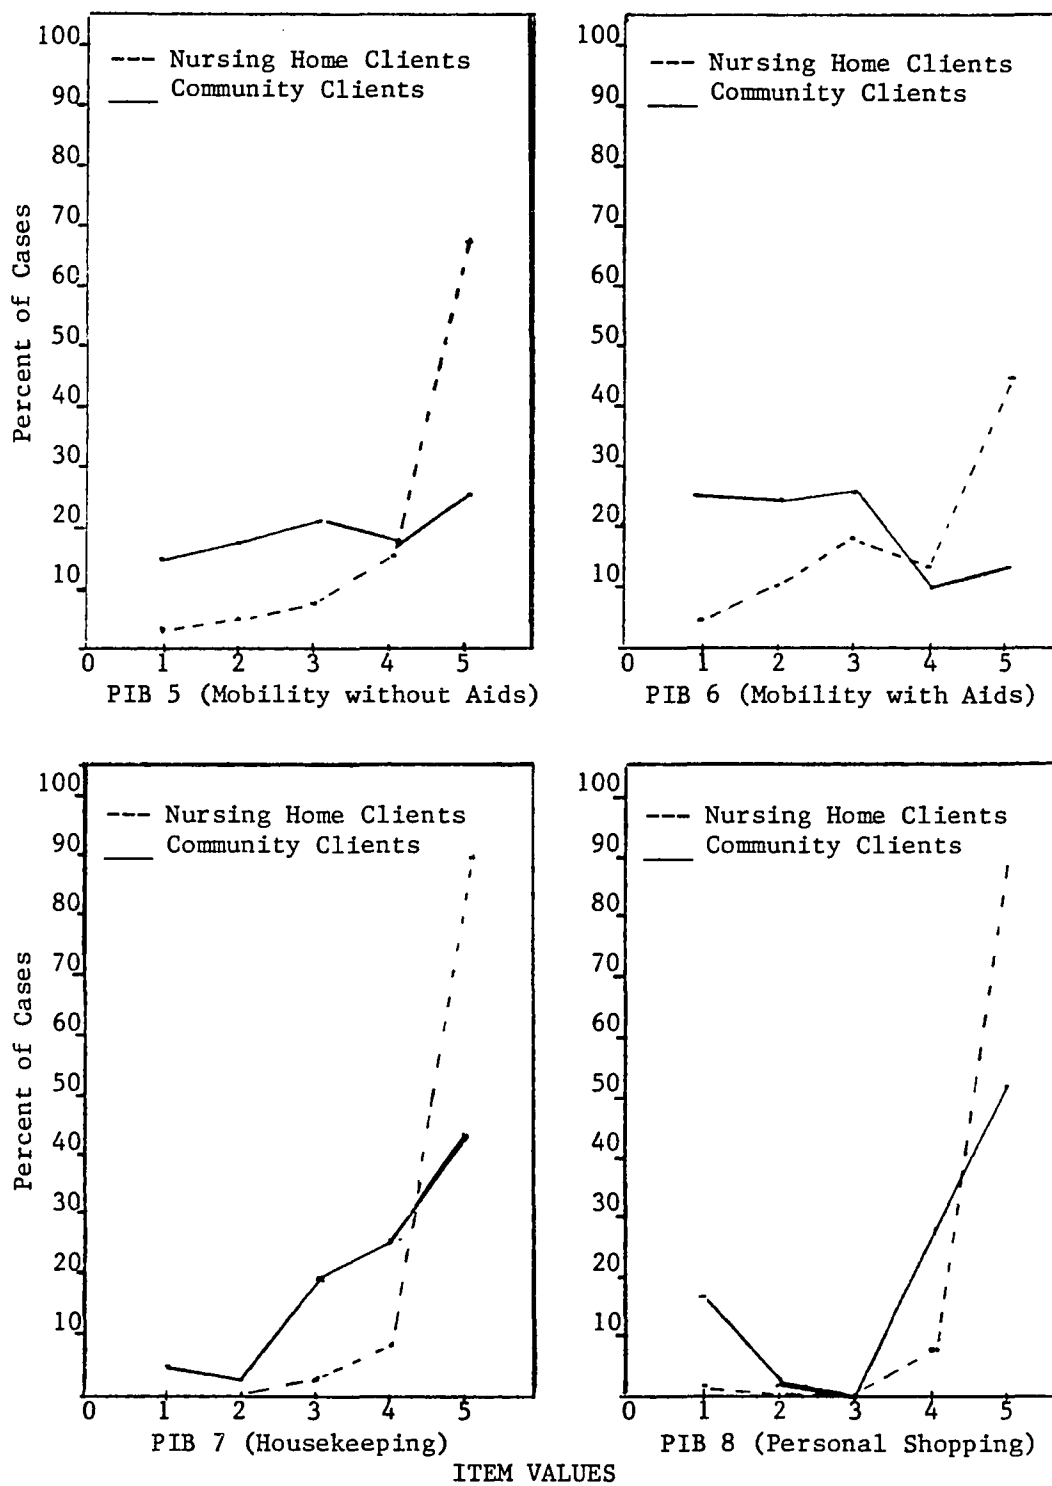 100
--- Nursing Home Clients
Community Clients
90
80
70
60
50
40
30
20
10
0 1 2 3 4 5
Percent of Cases
PIB 5 (Mobility without Aids)
100
--- Nursing Home Clients
Community Clients
90
80
70
60
50
40
30
20
10
0 1 2 3 4 5
PIB 6 (Mobility with Aids)
100
--- Nursing Home Clients
Community Clients
90
80
70
60
50
40
30
20
10
0 1 2 3 4 5
Percent of Cases
PIB 7 (Housekeeping)
100
--- Nursing Home Clients
Community Clients
90
80
70
60
50
40
30
20
10
0 1 2 3 4 5
PIB 8 (Personal Shopping)
ITEM VALUES